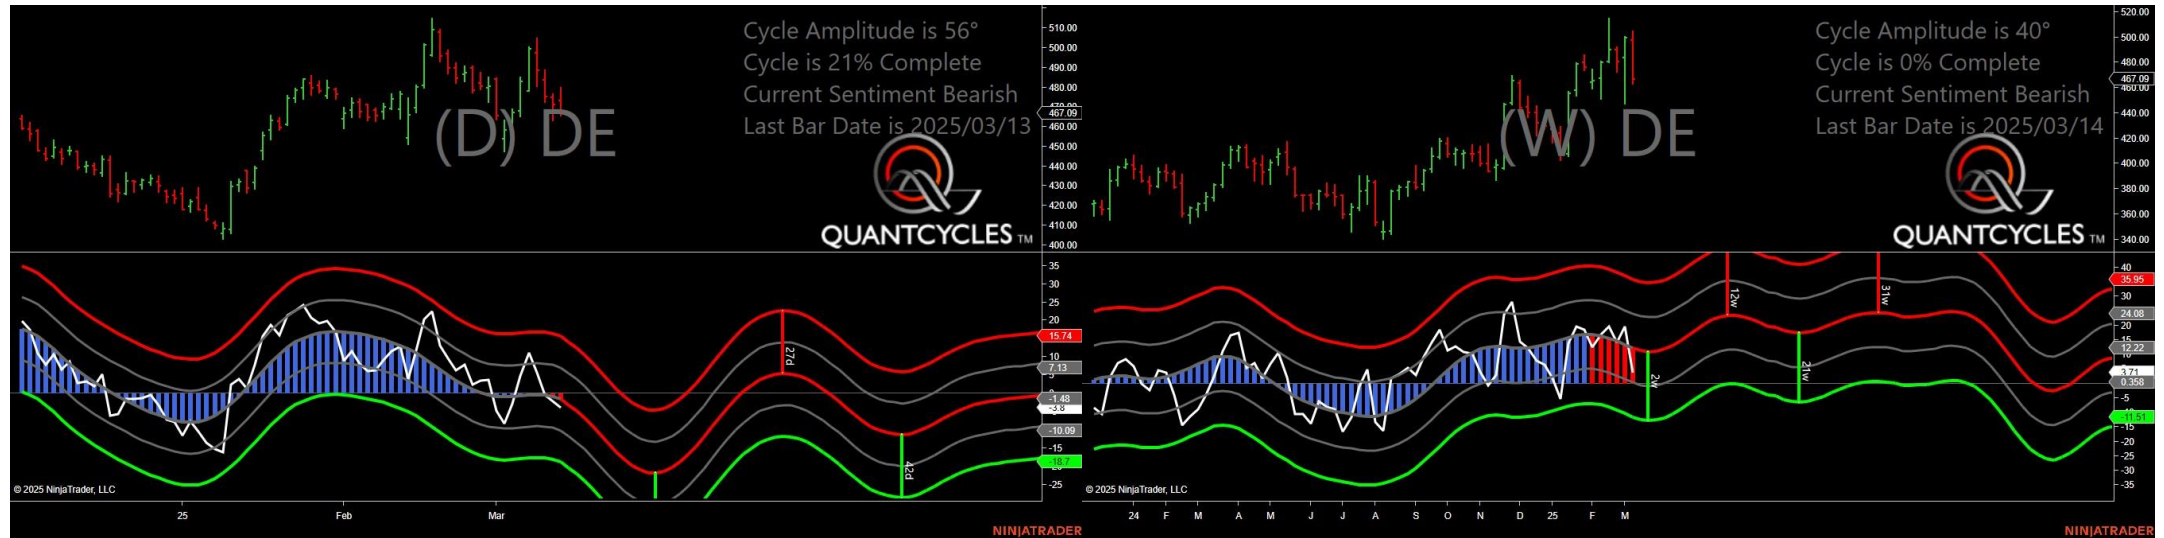 Cycle Amplitude is 56°
Cycle is 21% Complete
Current Sentiment Bearish
Last Bar Date is 2025/03/13
(D) DE
QUANTCYCLES TM
510.00
500.00
490.00
480.00
470.00
467.09
460.00
450.00
440.00
430.00
420.00
410.00
400.00
35
30
25
20
15.74
10
7.13
-1.48
-3.8
-10.09
-15
-18.7
-25
27d
42d
© 2025 NinjaTrader, LLC
25 Feb Mar
NINJATRADER
Cycle Amplitude is 40°
Cycle is 0% Complete
Current Sentiment Bearish
Last Bar Date is 2025/03/14
(W) DE
QUANTCYCLES TM
520.00
500.00
480.00
467.09
460.00
440.00
420.00
400.00
380.00
360.00
340.00
40
35.95
30
24.08
20
15
12.22
3.71
0.358
-5
-11.51
-15
-20
-25
-30
-35
12w
31w
2w
21w
© 2025 NinjaTrader, LLC
24 F M A M J J A S O N D 25 F M
NINJATRADER